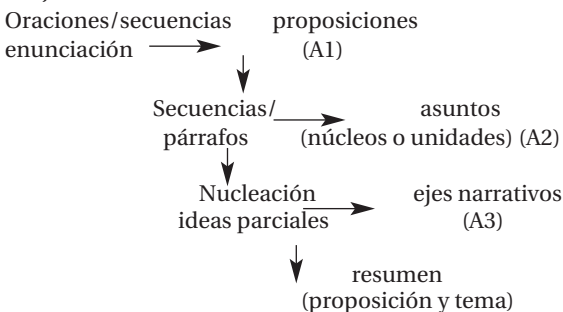 Oraciones/secuencias proposiciones
enunciación (A1)
Secuencias/ asuntos
párrafos (núcleos o unidades) (A2)
Nucleación ejes narrativos
ideas parciales (A3)
resumen
(proposición y tema)